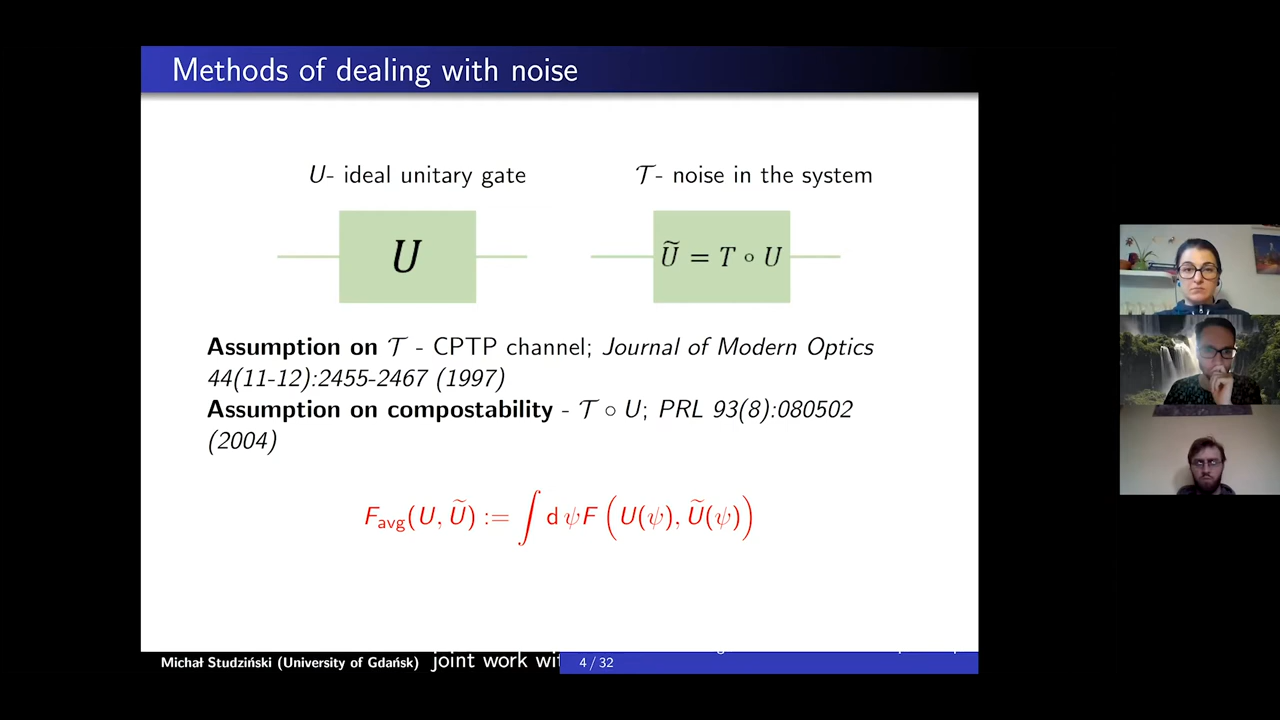 Methods of dealing with noise
U- ideal unitary gate
𝒯- noise in the system
U
Ũ = T ∘ U
Assumption on 𝒯 - CPTP channel; Journal of Modern Optics
44(11-12):2455-2467 (1997)
Assumption on compostability - 𝒯 ∘ U; PRL 93(8):080502
(2004)
F_avg(U, Ũ) := ∫ d ψF (U(ψ), Ũ(ψ))
Michał Studziński (University of Gdańsk)
joint work wit
4 / 32